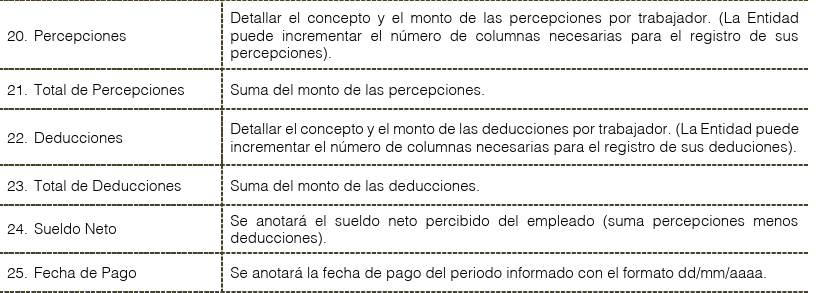 20. Percepciones
Detallar el concepto y el monto de las percepciones por trabajador. (La Entidad
puede incrementar el número de columnas necesarias para el registro de sus
percepciones).
21. Total de Percepciones
Suma del monto de las percepciones.
22. Deducciones
Detallar el concepto y el monto de las deducciones por trabajador. (La Entidad puede
incrementar el número de columnas necesarias para el registro de sus deduciones).
23. Total de Deducciones
Suma del monto de las deducciones.
24. Sueldo Neto
Se anotará el sueldo neto percibido del empleado (suma percepciones menos
deducciones).
25. Fecha de Pago
Se anotará la fecha de pago del periodo informado con el formato dd/mm/aaaa.